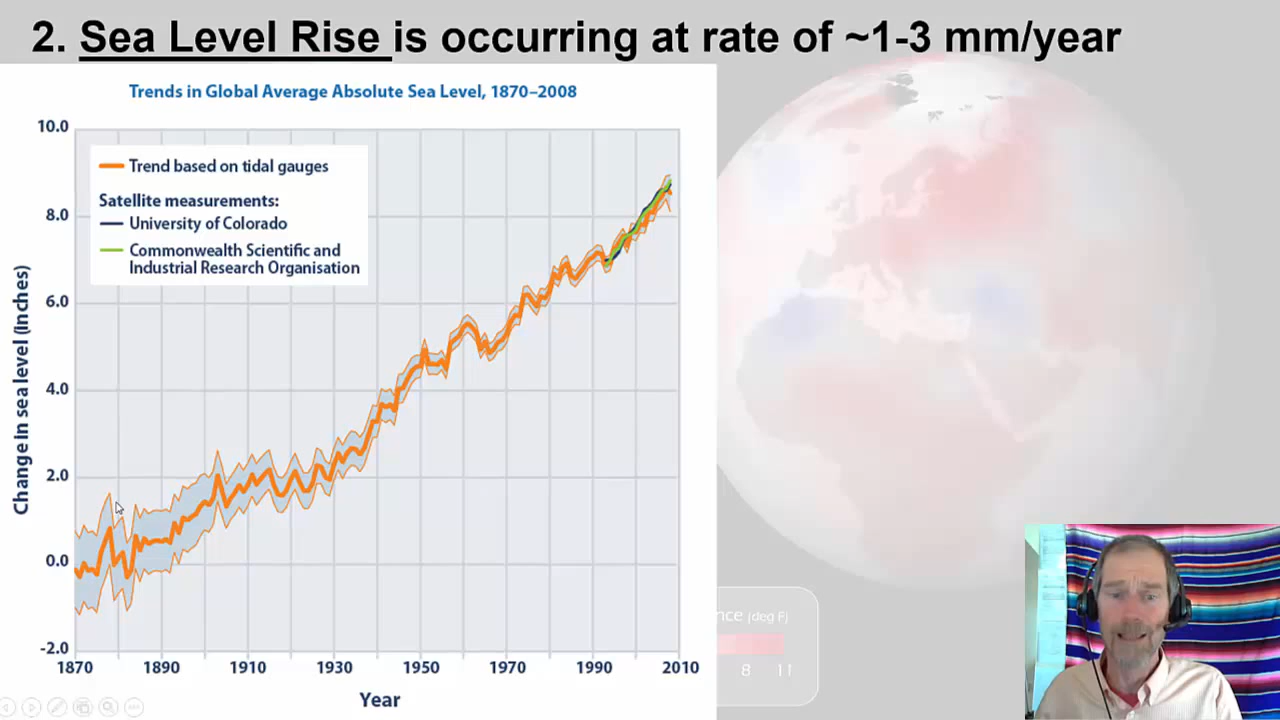 2. Sea Level Rise is occurring at rate of ~1-3 mm/year
Trends in Global Average Absolute Sea Level, 1870–2008
10.0
8.0
6.0
4.0
2.0
0.0
-2.0
Change in sea level (inches)
Trend based on tidal gauges
Satellite measurements:
University of Colorado
Commonwealth Scientific and
Industrial Research Organisation
1870 1890 1910 1930 1950 1970 1990 2010
Year
nce (deg F)
8 11